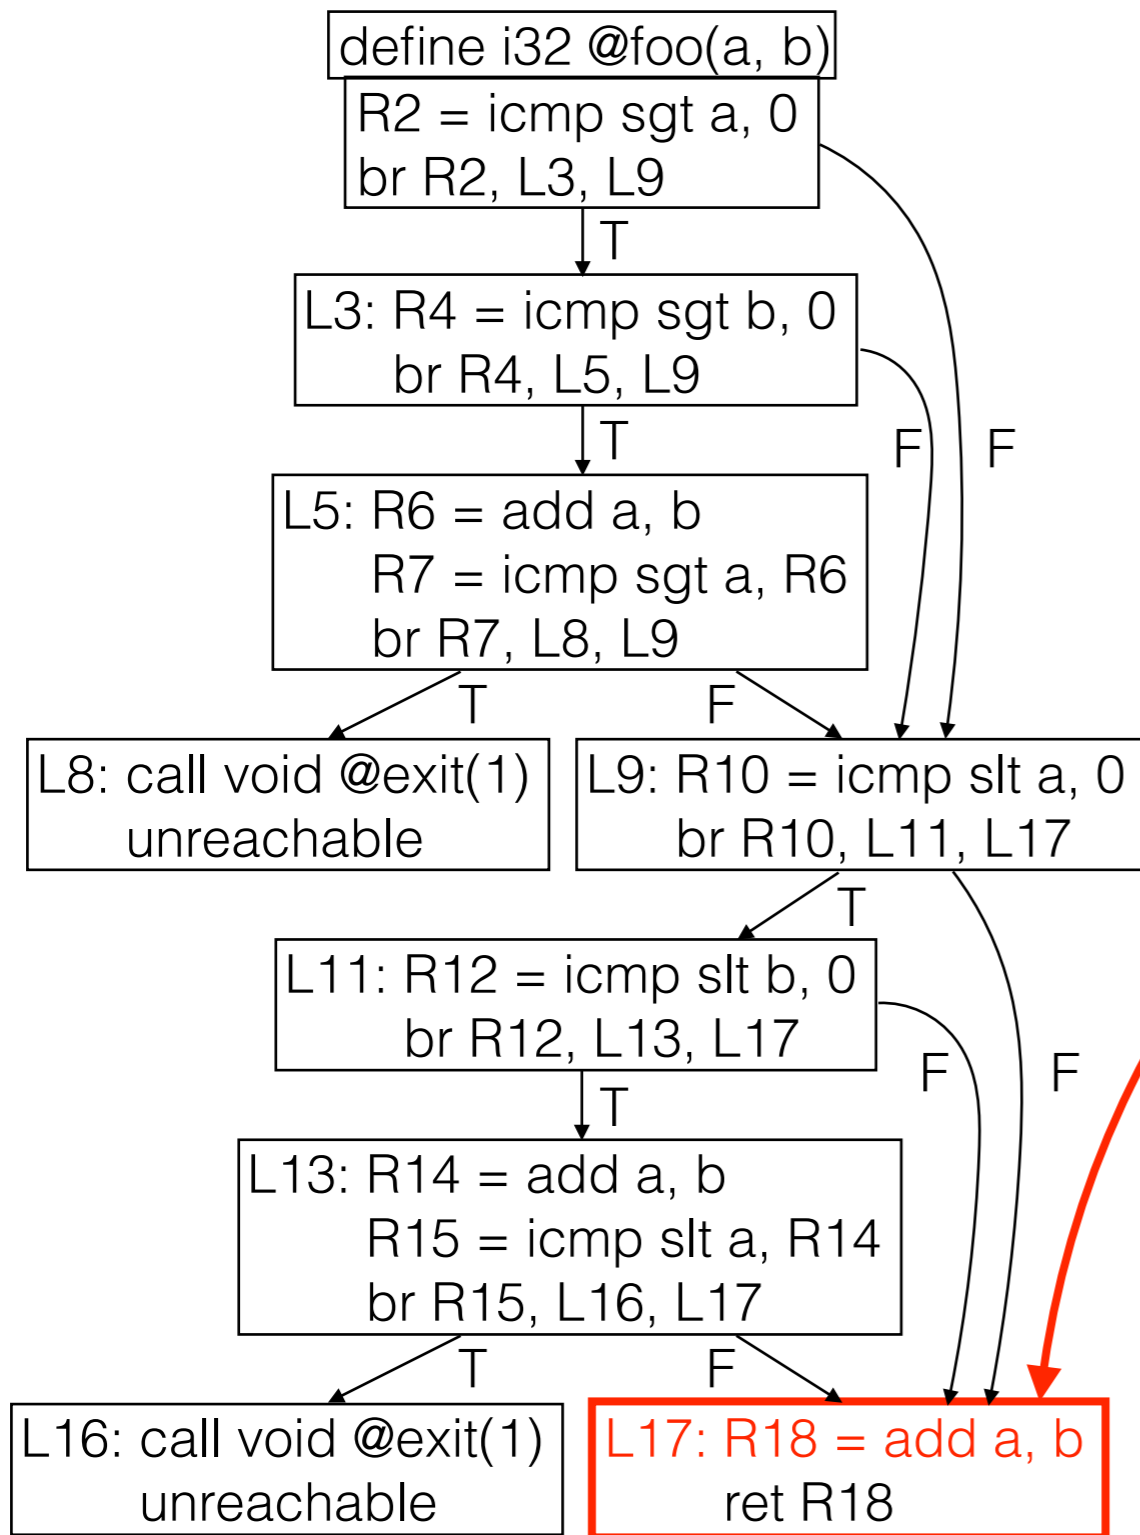 define i32 @foo(a, b)
R2 = icmp sgt a, 0
br R2, L3, L9
T
L3: R4 = icmp sgt b, 0
br R4, L5, L9
T
F
F
L5: R6 = add a, b
R7 = icmp sgt a, R6
br R7, L8, L9
T
F
L8: call void @exit(1)
unreachable
L9: R10 = icmp slt a, 0
br R10, L11, L17
T
L11: R12 = icmp slt b, 0
br R12, L13, L17
T
F
F
L13: R14 = add a, b
R15 = icmp slt a, R14
br R15, L16, L17
T
F
L16: call void @exit(1)
unreachable
L17: R18 = add a, b
ret R18